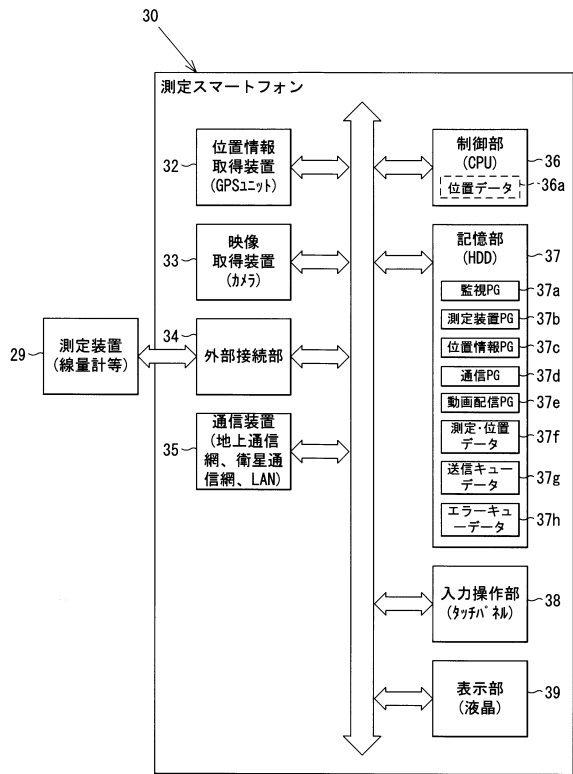 30
測定スマートフォン
32
位置情報
取得装置
(GPSユニット)
33
映像
取得装置
(カメラ)
29
測定装置
(線量計等)
34
外部接続部
35
通信装置
(地上通信
網、衛星通
信網、LAN)
制御部
(CPU)
36
位置データ
36a
記憶部
(HDD)
37
監視PG
37a
測定装置PG
37b
位置情報PG
37c
通信PG
37d
動画配信PG
37e
測定・位置
データ
37f
送信キュー
データ
37g
エラーキュ
ーデータ
37h
入力操作部
(タッチパネル)
38
表示部
(液晶)
39